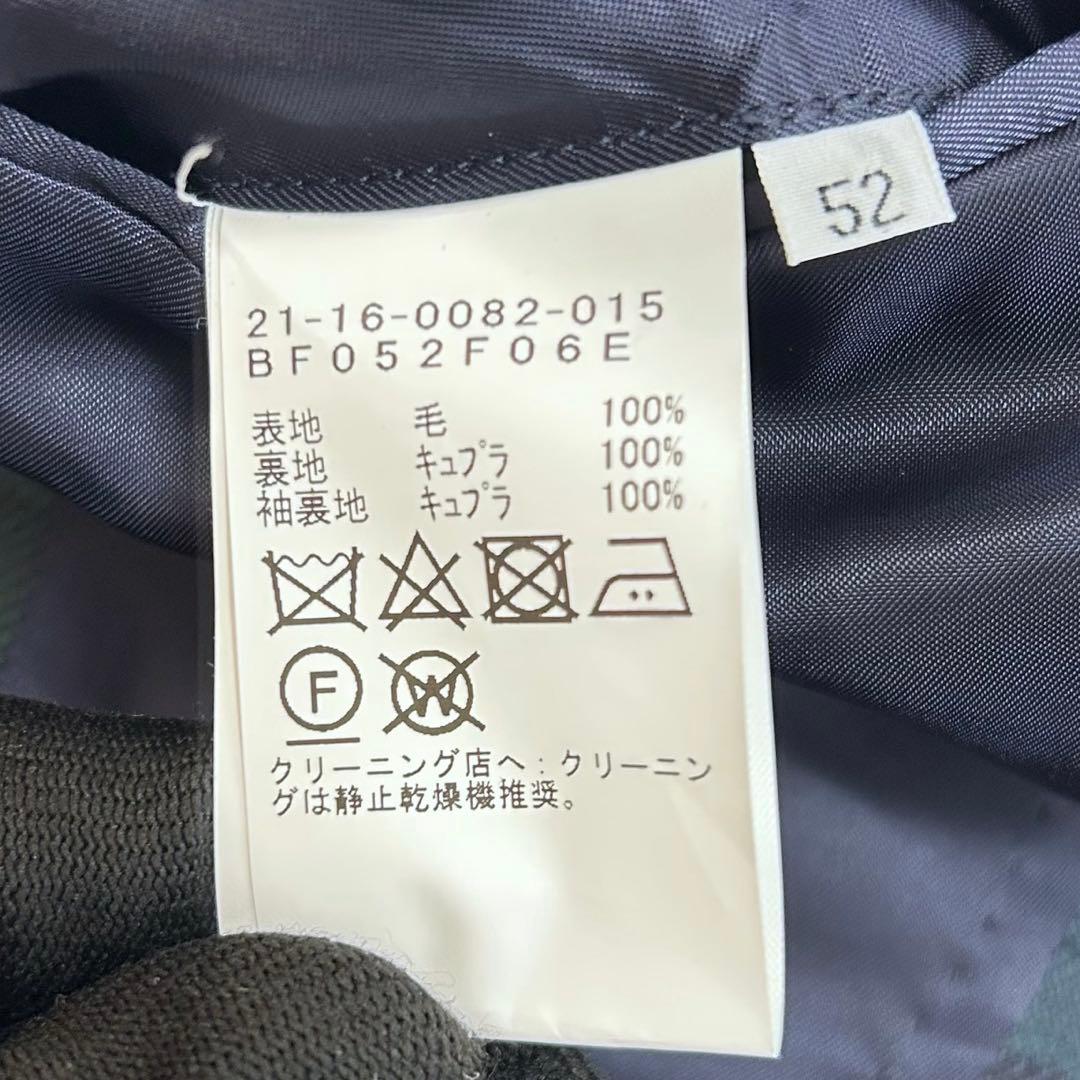 52
21-16-0082-015
BF052F06E
表地 毛 100%
裏地 キュプラ 100%
袖裏地 キュプラ 100%
F
W
クリーニング店へ：クリーニン
グは静止乾燥機推奨。